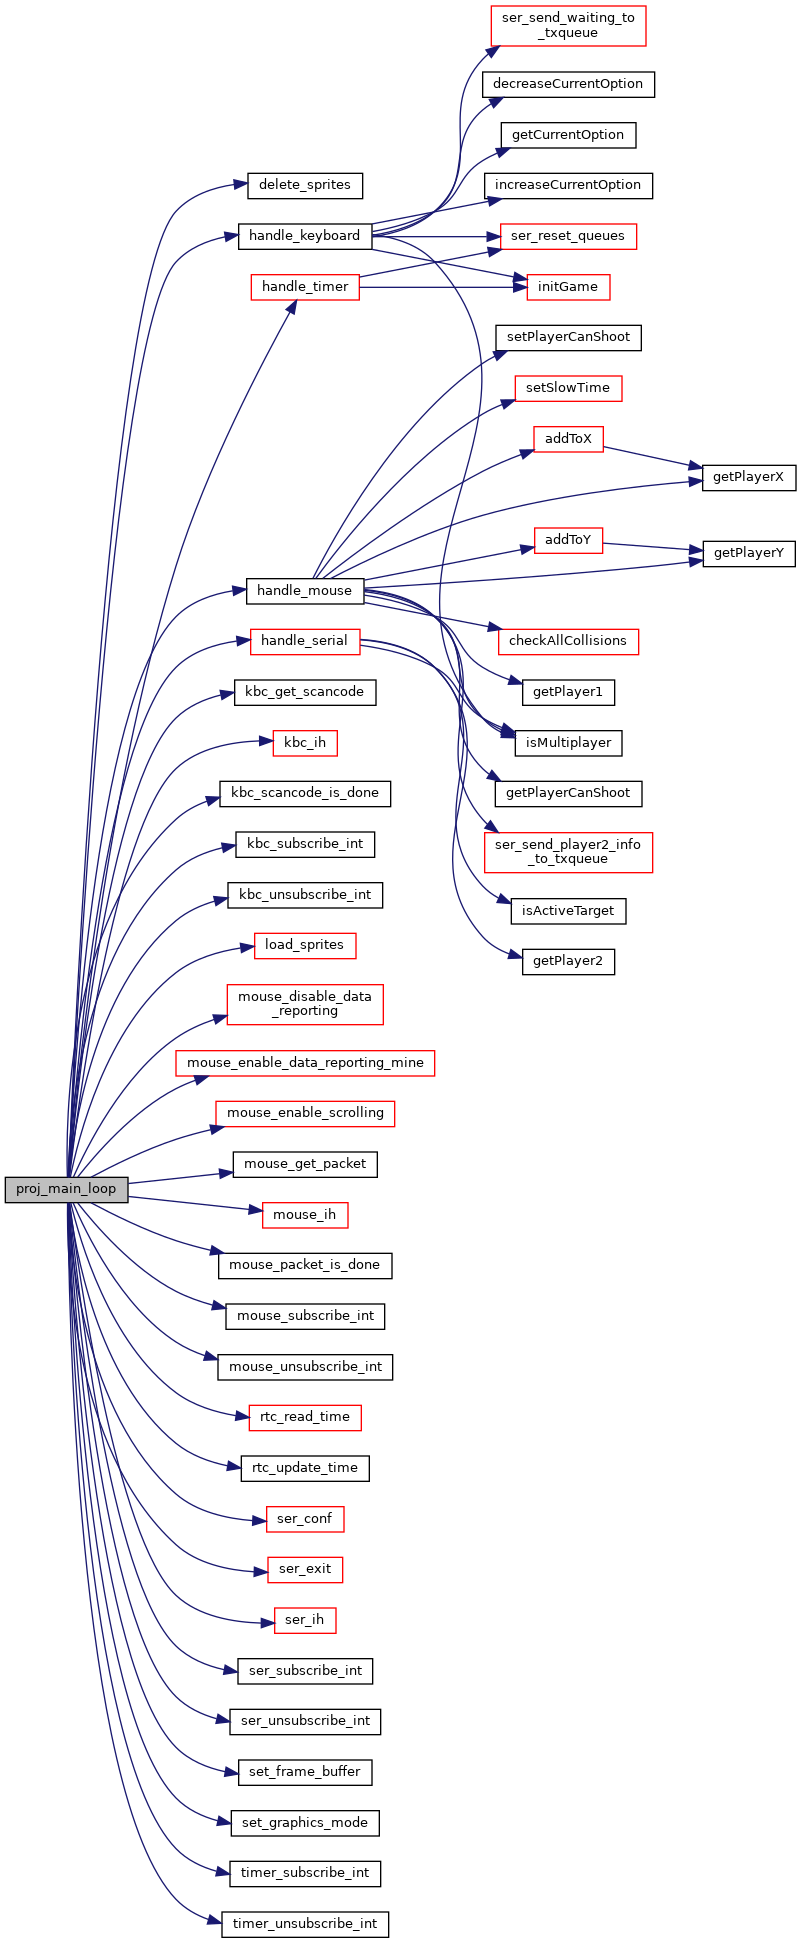 ser_send_waiting_to
_txqueue
decreaseCurrentOption
getCurrentOption
delete_sprites
increaseCurrentOption
handle_keyboard
ser_reset_queues
handle_timer
initGame
setPlayerCanShoot
setSlowTime
addToX
getPlayerX
addToY
getPlayerY
handle_mouse
handle_serial
checkAllCollisions
kbc_get_scancode
getPlayer1
kbc_ih
isMultiplayer
kbc_scancode_is_done
getPlayerCanShoot
kbc_subscribe_int
ser_send_player2_info
_to_txqueue
kbc_unsubscribe_int
isActiveTarget
load_sprites
getPlayer2
mouse_disable_data
_reporting
mouse_enable_data_reporting_mine
mouse_enable_scrolling
mouse_get_packet
proj_main_loop
mouse_ih
mouse_packet_is_done
mouse_subscribe_int
mouse_unsubscribe_int
rtc_read_time
rtc_update_time
ser_conf
ser_exit
ser_ih
ser_subscribe_int
ser_unsubscribe_int
set_frame_buffer
set_graphics_mode
timer_subscribe_int
timer_unsubscribe_int